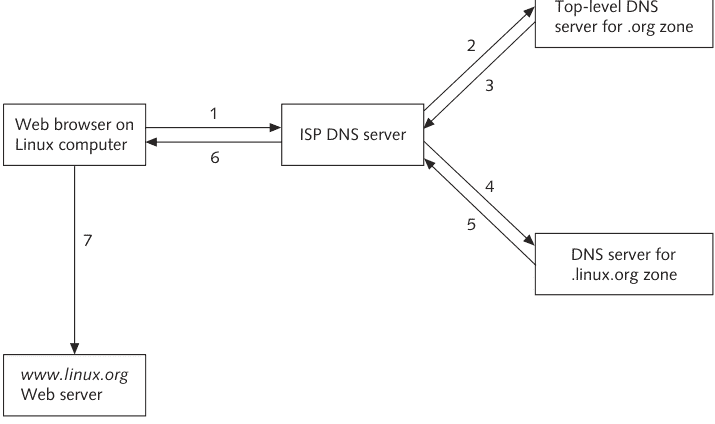 Top-level DNS
server for .org zone
2
3
1
Web browser on
Linux computer
ISP DNS server
6
4
5
7
DNS server for
.linux.org zone
www.linux.org
Web server